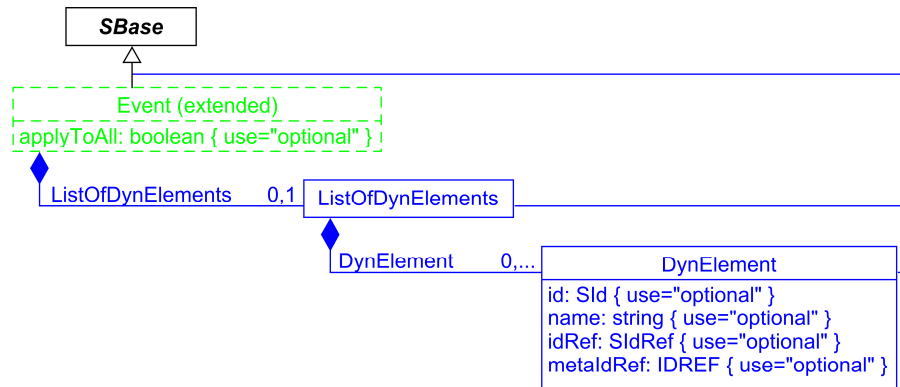 SBase
Event (extended)
applyToAll: boolean { use="optional" }
ListOfDynElements 0,1
ListOfDynElements
DynElement 0,...
DynElement
id: SId { use="optional" }
name: string { use="optional" }
idRef: SIdRef { use="optional" }
metaIdRef: IDREF { use="optional" }